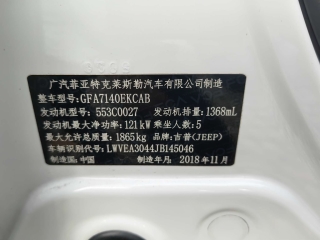 广汽菲亚特克莱斯勒汽车有限公司制造
整车型号:GFA7140EKCAB
发动机型号:553C0027 发动机排量:1368mL
发动机最大净功率:121kW 乘坐人数:5
最大允许总质量:1865kg 品牌:吉普(JEEP)
车辆识别代号:LWVEA3044JB145046
制造国:中国 制造年月:2018年11月